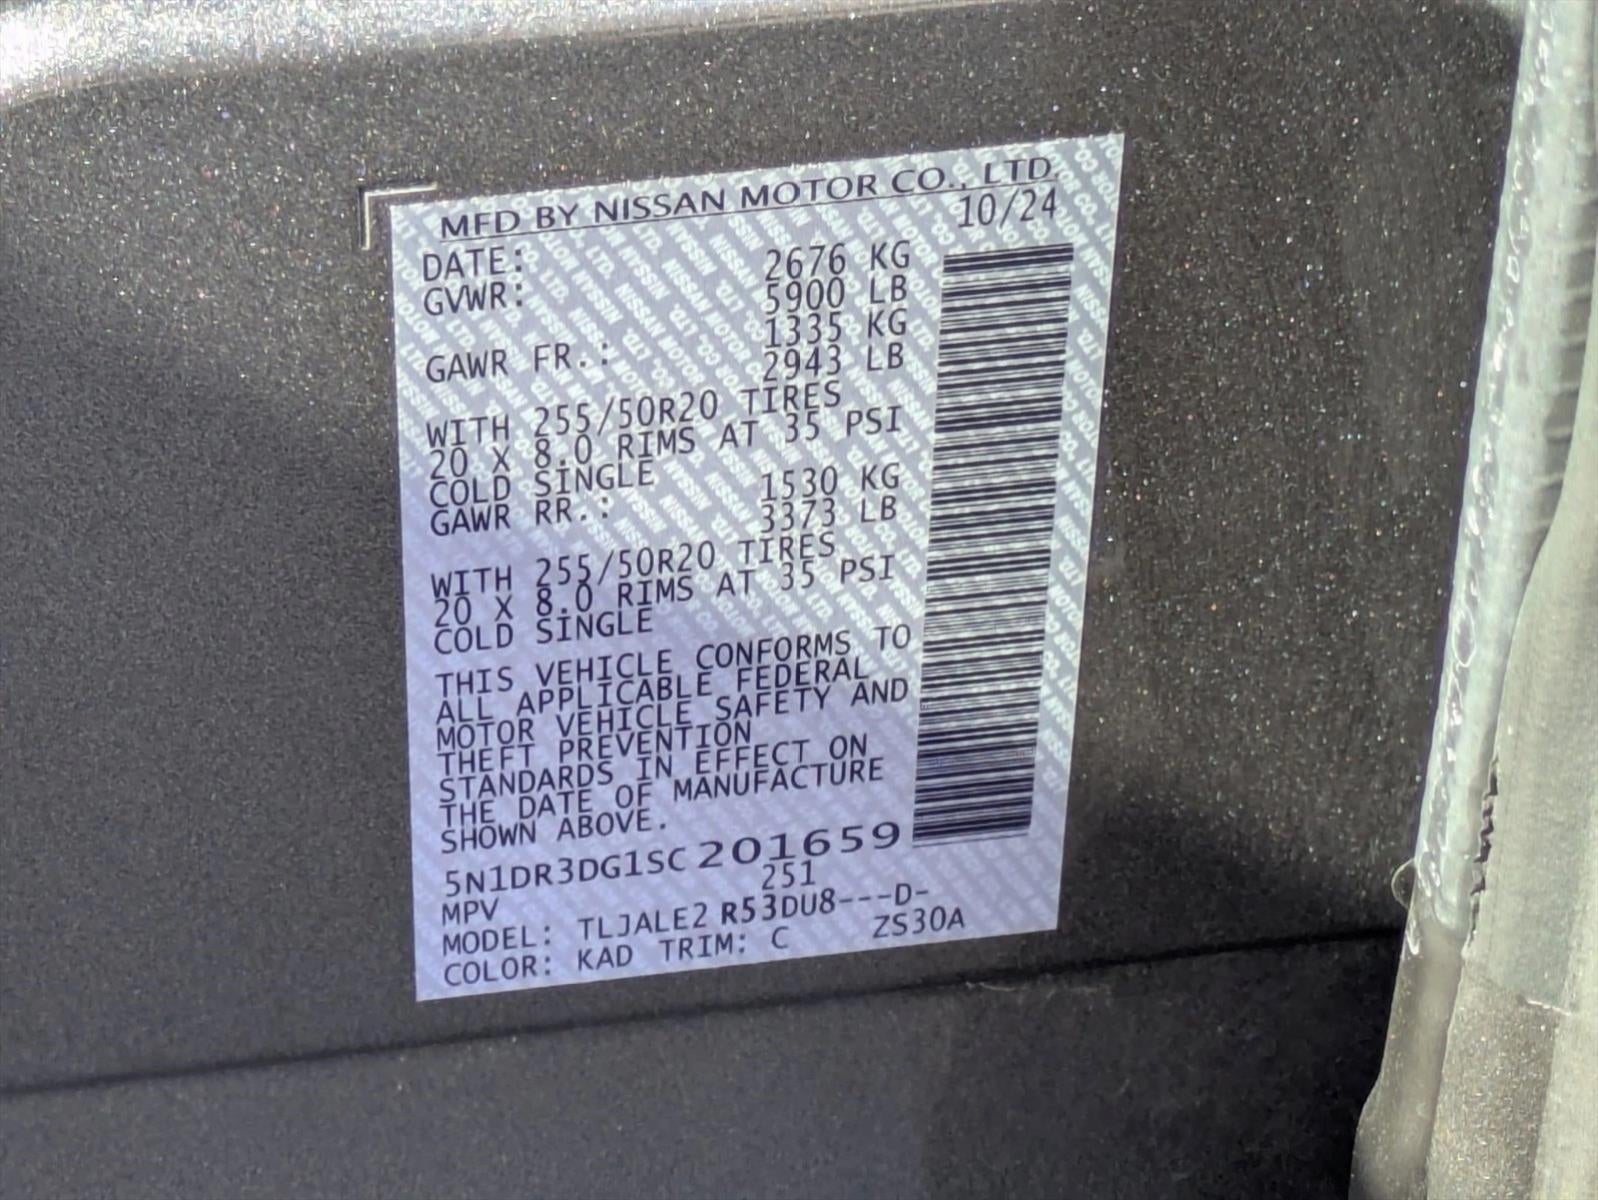 MFD BY NISSAN MOTOR CO., LTD.
DATE: 10/24
GVWR: 2676 KG
5900 LB
GAWR FR.: 1335 KG
2943 LB
WITH 255/50R20 TIRES
20 X 8.0 RIMS AT 35 PSI
COLD SINGLE
GAWR RR.: 1530 KG
3373 LB
WITH 255/50R20 TIRES
20 X 8.0 RIMS AT 35 PSI
COLD SINGLE
THIS VEHICLE CONFORMS TO
ALL APPLICABLE FEDERAL
MOTOR VEHICLE SAFETY AND
THEFT PREVENTION
STANDARDS IN EFFECT ON
THE DATE OF MANUFACTURE
SHOWN ABOVE.
5N1DR3DG1SC201659
MPV 251
MODEL: TLJALE2 R53DU8---D-
COLOR: KAD TRIM: C ZS30A